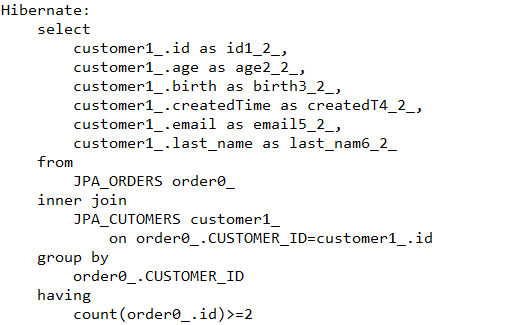 Hibernate:
select
customer1_.id as id1_2_,
customer1_.age as age2_2_,
customer1_.birth as birth3_2_,
customer1_.createdTime as createdT4_2_,
customer1_.email as email5_2_,
customer1_.last_name as last_nam6_2_
from
JPA_ORDERS order0_
inner join
JPA_CUTOMERS customer1_
on order0_.CUSTOMER_ID=customer1_.id
group by
order0_.CUSTOMER_ID
having
count(order0_.id)>=2